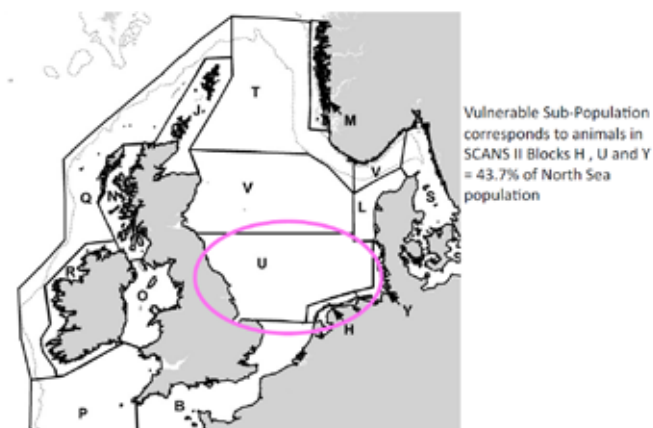 T
J
M
Vulnerable Sub-Population
corresponds to animals in
SCANS II Blocks H , U and Y
= 43.7% of North Sea
population
V
Q
N
V
L
S
U
S
R
O
Y
H
P
B